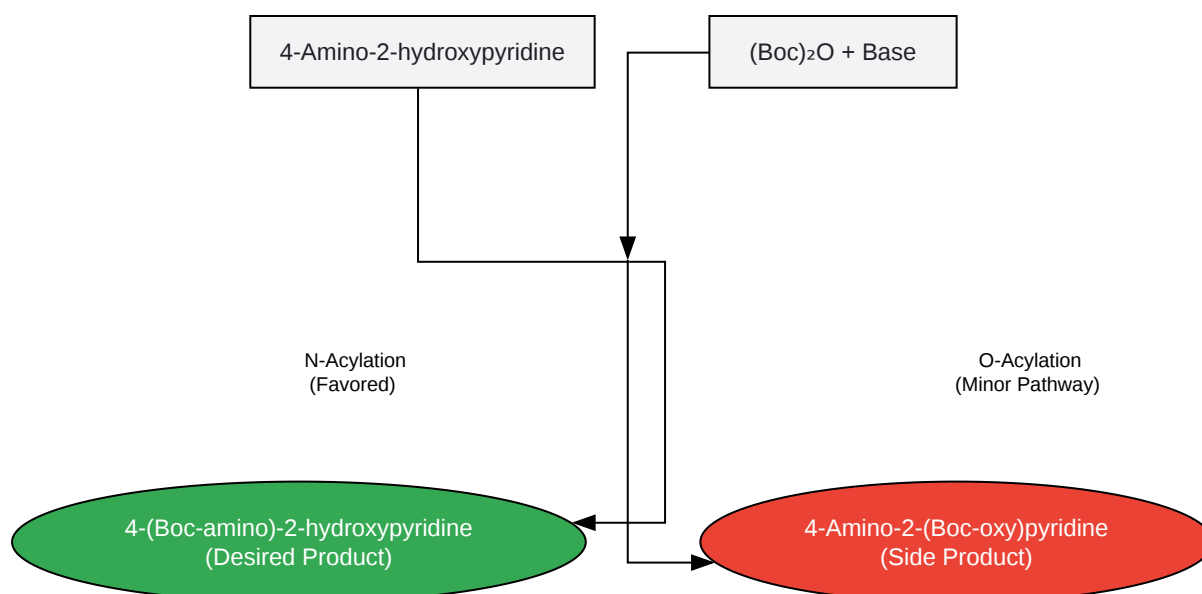 4-Amino-2-hydroxypyridine
(Boc)₂O + Base
N-Acylation
(Favored)
O-Acylation
(Minor Pathway)
4-(Boc-amino)-2-hydroxypyridine
(Desired Product)
4-Amino-2-(Boc-oxy)pyridine
(Side Product)